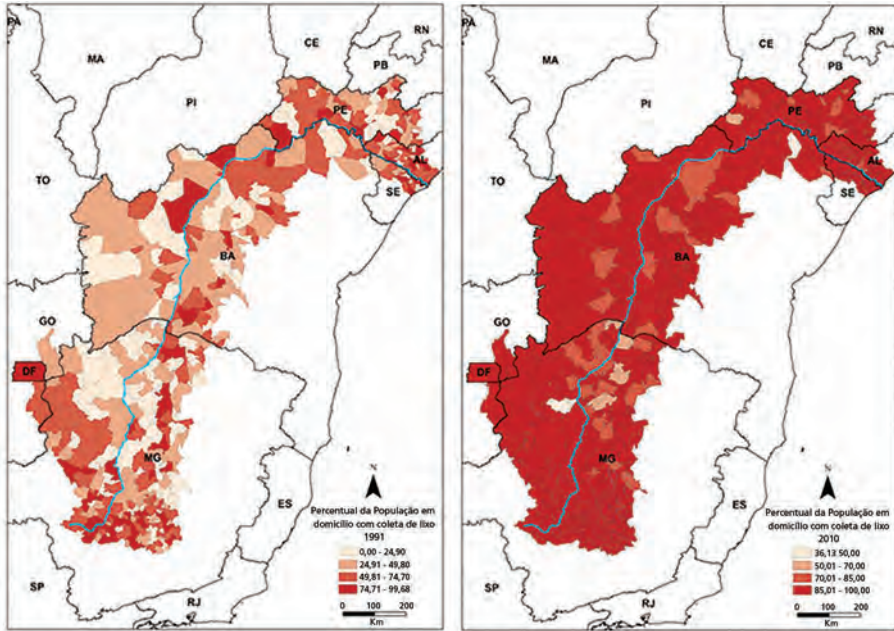 PA
MA
CE
RN
PB
PI
PE
TO
AL
SE
BA
GO
DF
MG
ES
SP
RJ
N
Percentual da População em
domicílio com coleta de lixo
1991
0,00 - 24,90
24,91 - 49,80
49,81 - 74,70
74,71 - 99,68
100 0 100 200
Km
PA
MA
CE
RN
PB
PI
PE
TO
AL
SE
BA
GO
DF
MG
ES
SP
RJ
N
Percentual da População em
domicílio com coleta de lixo
2010
36,13 50,00
50,01 - 70,00
70,01 - 85,00
85,01 - 100,00
100 0 100 200
Km